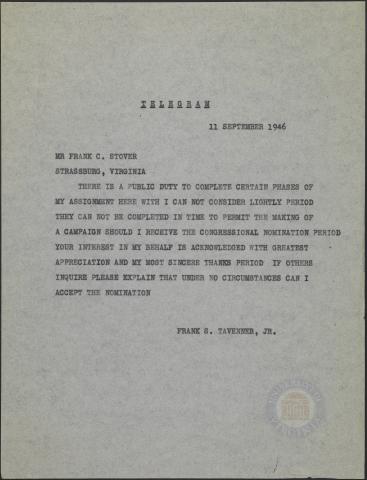 TELEGRAM
11 SEPTEMBER 1946
MR FRANK C. STOVER
STRASSBURG, VIRGINIA
THERE IS A PUBLIC DUTY TO COMPLETE CERTAIN PHASES OF
MY ASSIGNMENT HERE WITH I CAN NOT CONSIDER LIGHTLY PERIOD
THEY CAN NOT BE COMPLETED IN TIME TO PERMIT THE MAKING OF
A CAMPAIGN SHOULD I RECEIVE THE CONGRESSIONAL NOMINATION PERIOD
YOUR INTEREST IN MY BEHALF IS ACKNOWLEDGED WITH GREATEST
APPRECIATION AND MY MOST SINCERE THANKS PERIOD IF OTHERS
INQUIRE PLEASE EXPLAIN THAT UNDER NO CIRCUMSTANCES CAN I
ACCEPT THE NOMINATION
FRANK S. TAVENNER, JR.
UNIVERSITY OF VIRGINIA